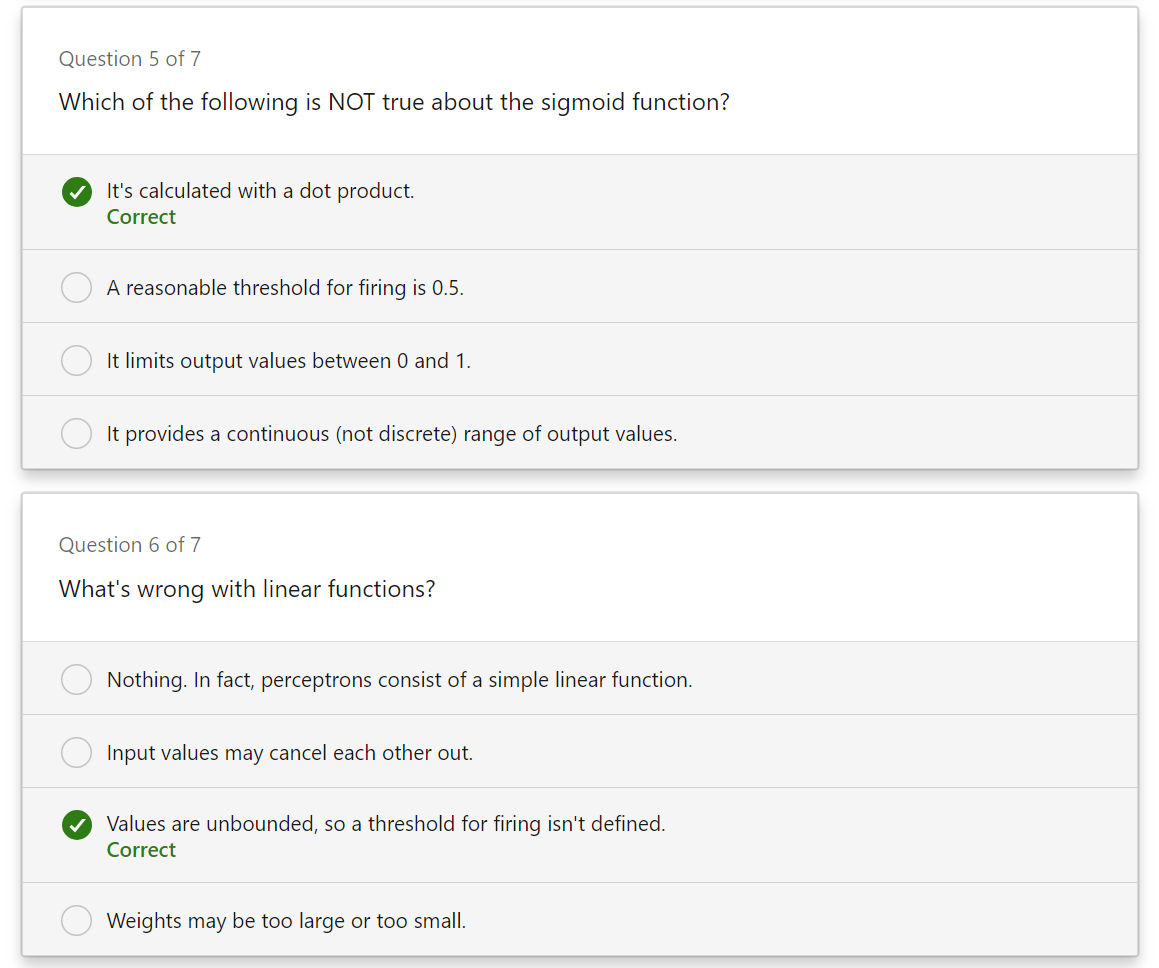 Question 5 of 7
Which of the following is NOT true about the sigmoid function?
It's calculated with a dot product.
Correct
A reasonable threshold for firing is 0.5.
It limits output values between 0 and 1.
It provides a continuous (not discrete) range of output values.
Question 6 of 7
What's wrong with linear functions?
Nothing. In fact, perceptrons consist of a simple linear function.
Input values may cancel each other out.
Values are unbounded, so a threshold for firing isn't defined.
Correct
Weights may be too large or too small.